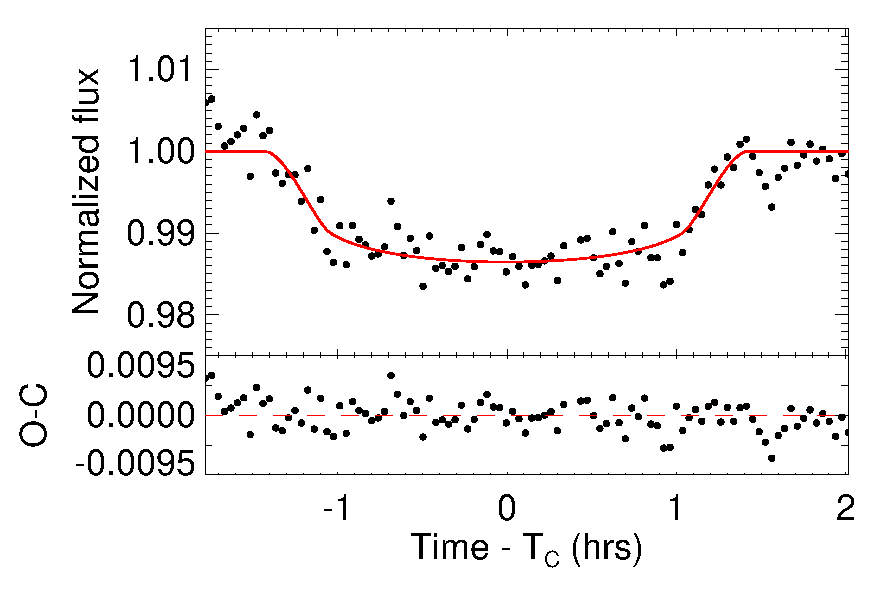 Normalized flux
1.01
1.00
0.99
0.98
O-C
0.0095
0.0000
-0.0095
-1 0 1 2
Time - T_C (hrs)